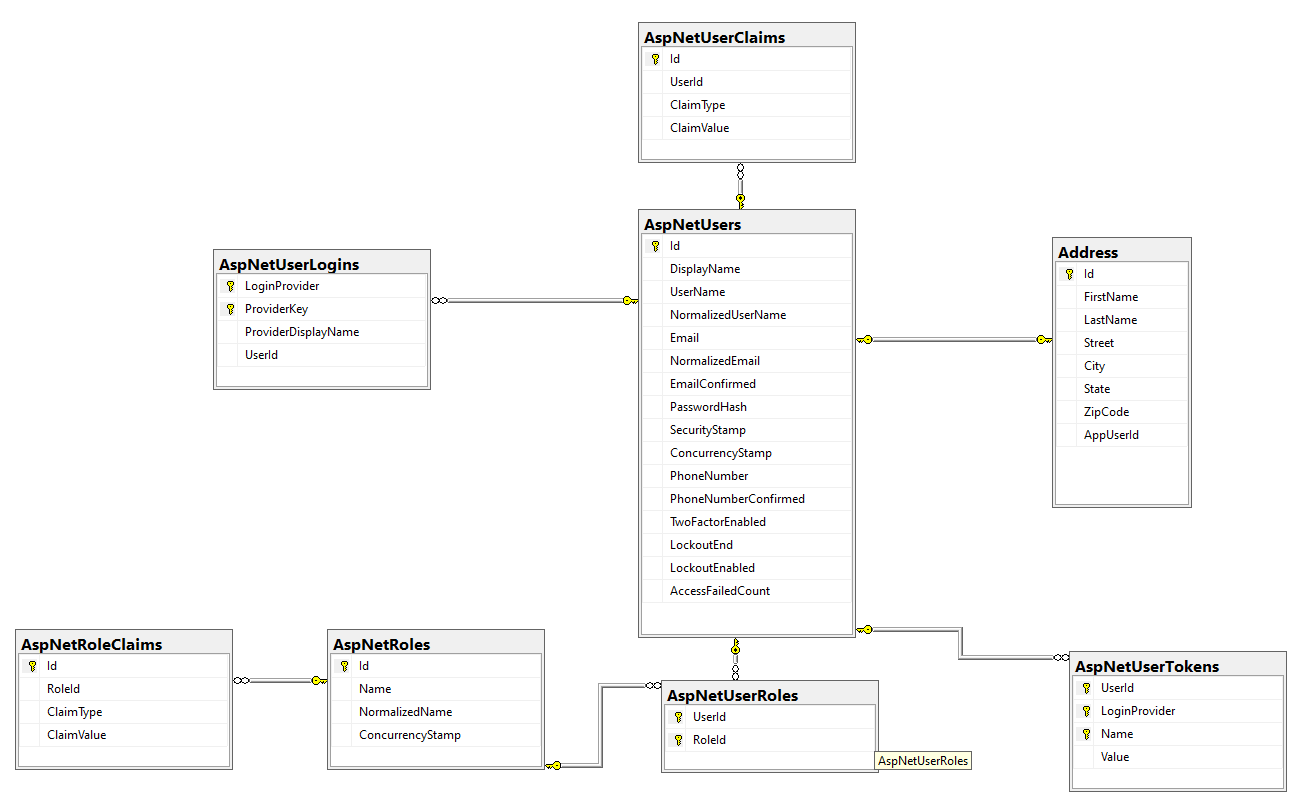 AspNetUserClaims
Id
UserId
ClaimType
ClaimValue
AspNetUsers
Id
DisplayName
UserName
NormalizedUserName
Email
NormalizedEmail
EmailConfirmed
PasswordHash
SecurityStamp
ConcurrencyStamp
PhoneNumber
PhoneNumberConfirmed
TwoFactorEnabled
LockoutEnd
LockoutEnabled
AccessFailedCount
AspNetUserLogins
LoginProvider
ProviderKey
ProviderDisplayName
UserId
Address
Id
FirstName
LastName
Street
City
State
ZipCode
AppUserId
AspNetRoleClaims
Id
RoleId
ClaimType
ClaimValue
AspNetRoles
Id
Name
NormalizedName
ConcurrencyStamp
AspNetUserRoles
UserId
RoleId
AspNetUserRoles
AspNetUserTokens
UserId
LoginProvider
Name
Value